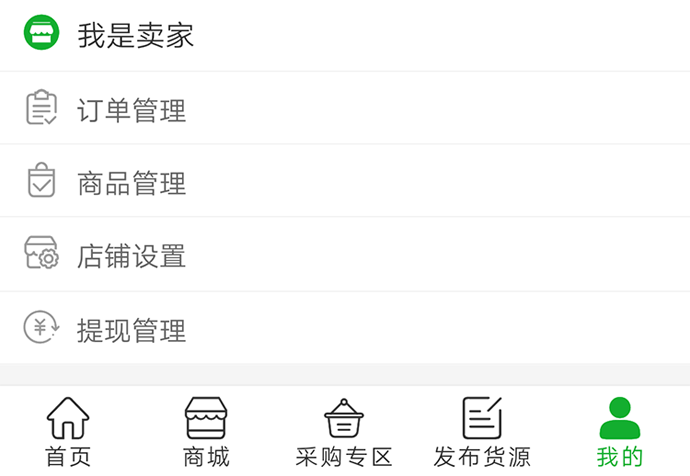 我是卖家
订单管理
商品管理
店铺设置
提现管理
首页 商城 采购专区 发布货源 我的